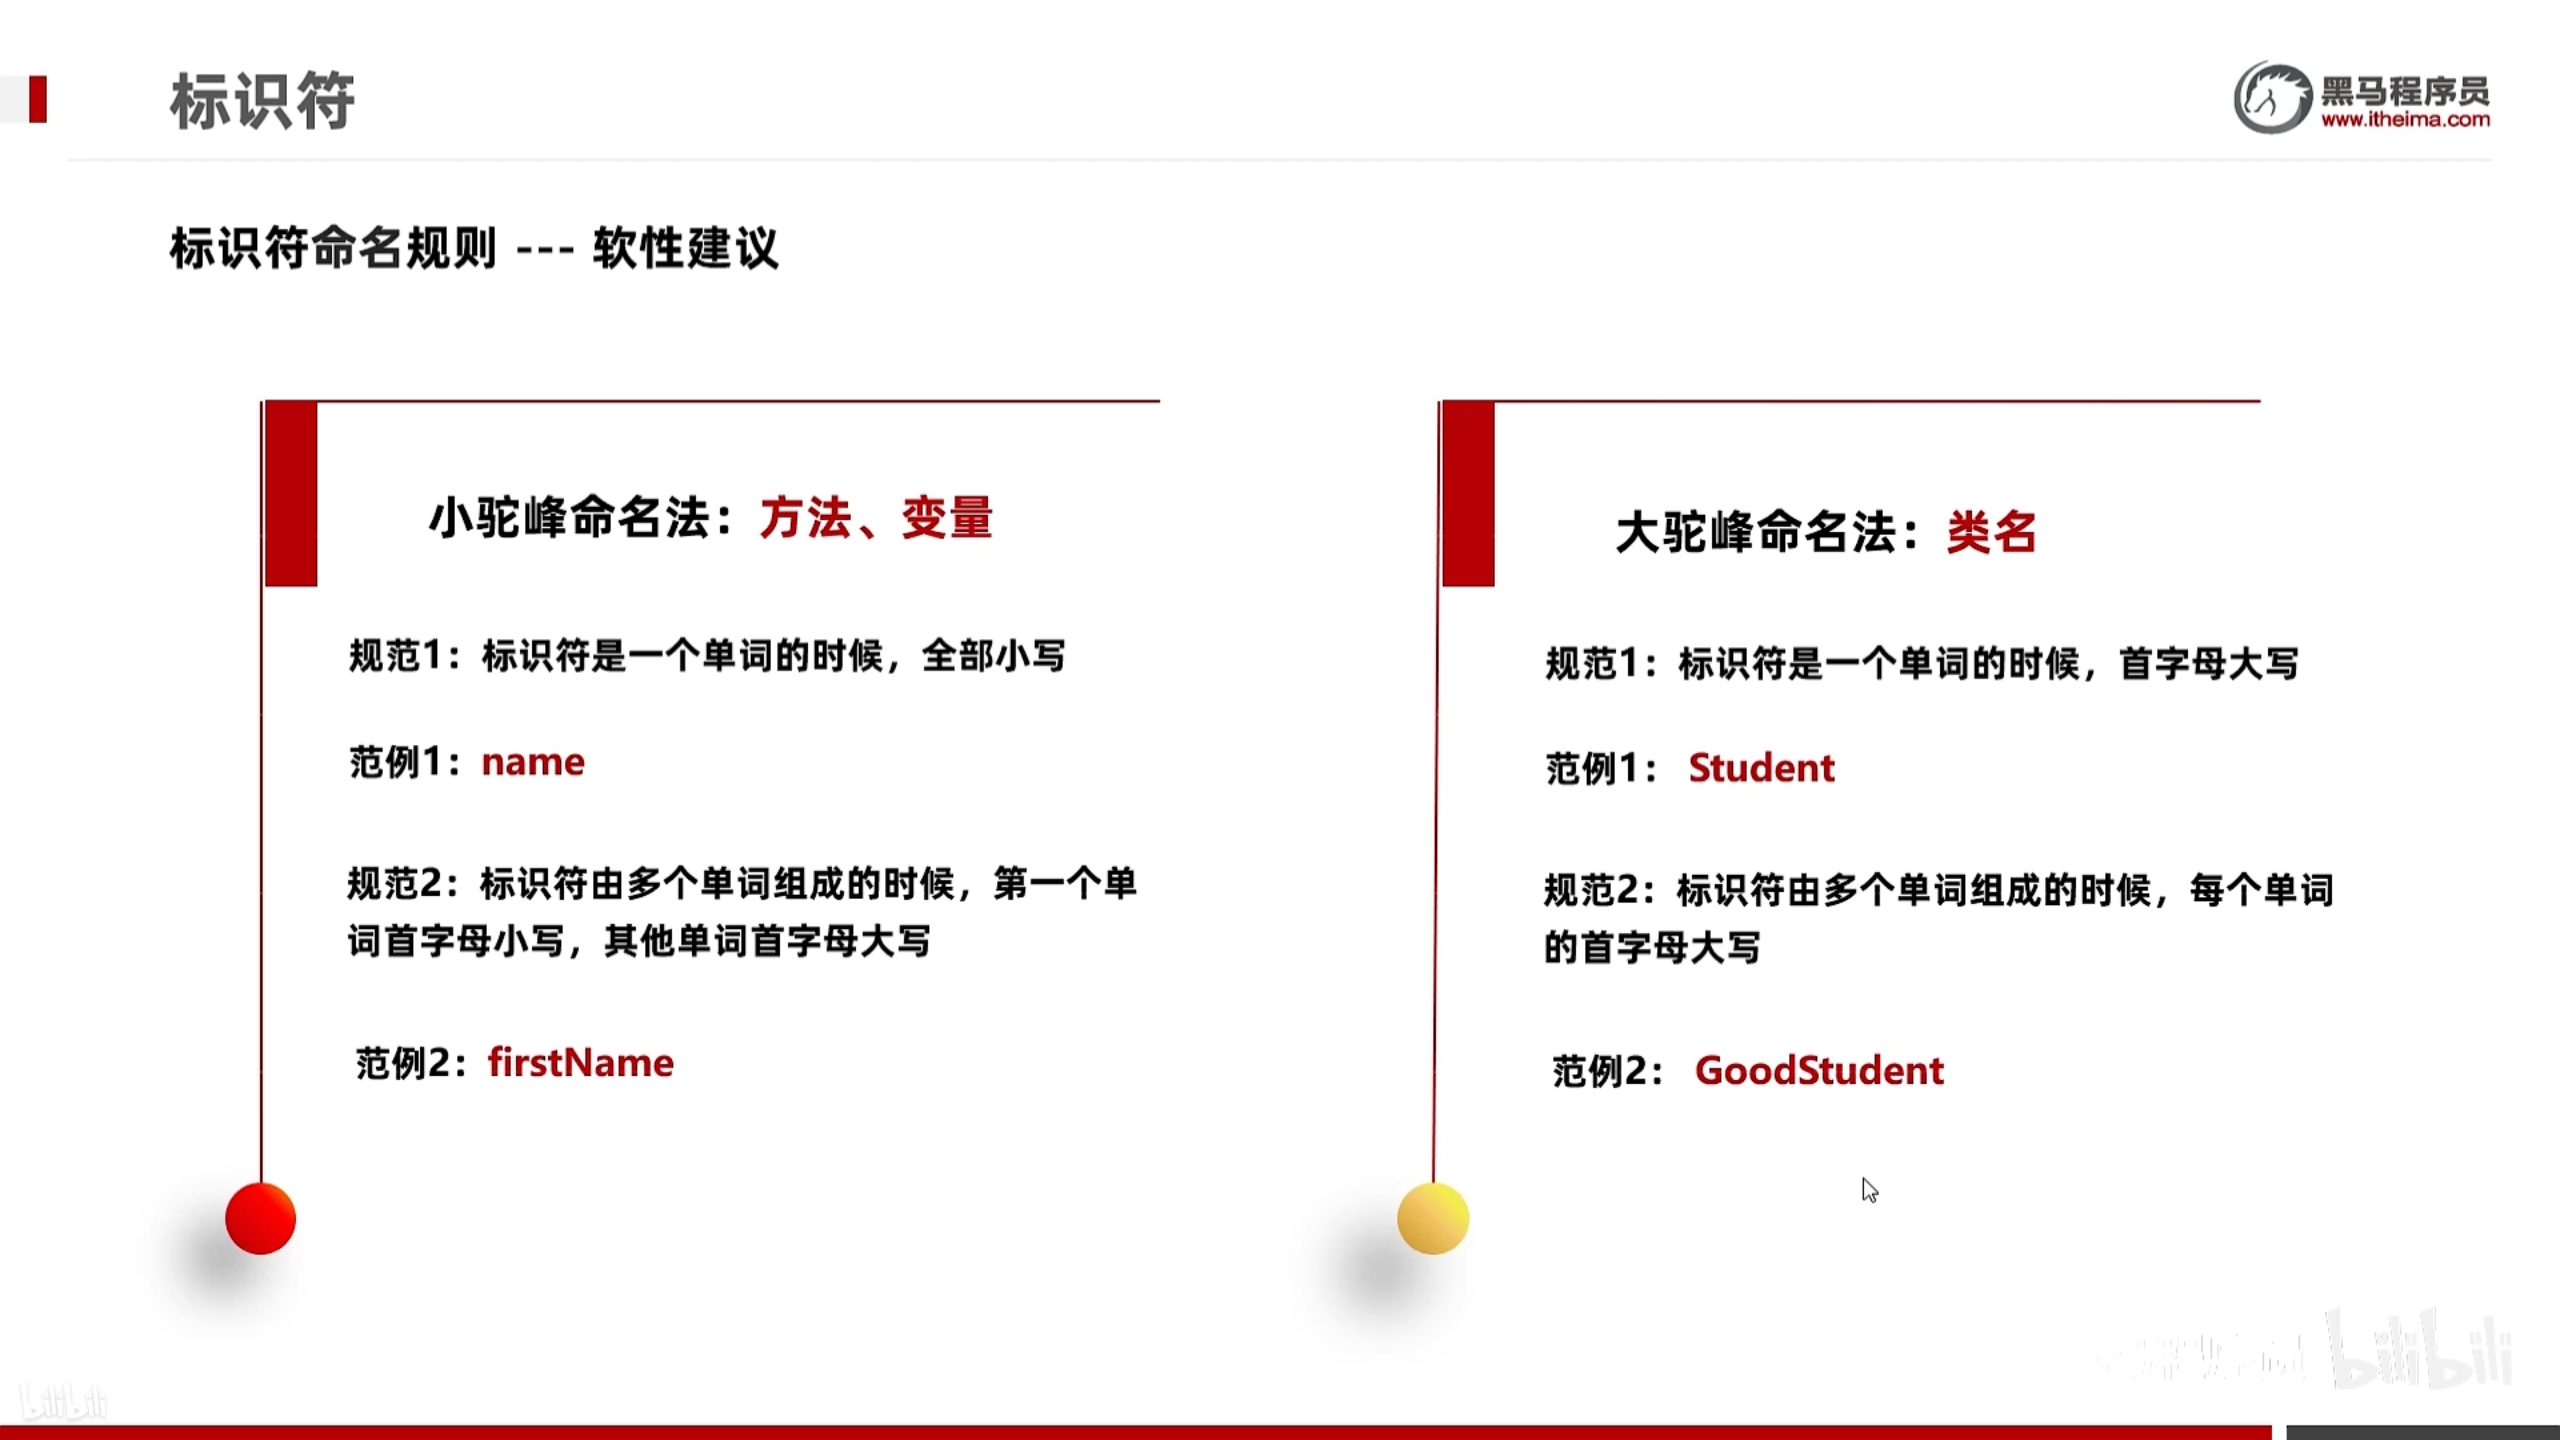 标识符
黑马程序员
www.itheima.com
标识符命名规则 --- 软性建议
小驼峰命名法：方法、变量
规范1：标识符是一个单词的时候，全部小写
范例1：name
规范2：标识符由多个单词组成的时候，第一个单
词首字母小写，其他单词首字母大写
范例2：firstName
大驼峰命名法：类名
规范1：标识符是一个单词的时候，首字母大写
范例1： Student
规范2：标识符由多个单词组成的时候，每个单词
的首字母大写
范例2： GoodStudent
bilibili
bilibili